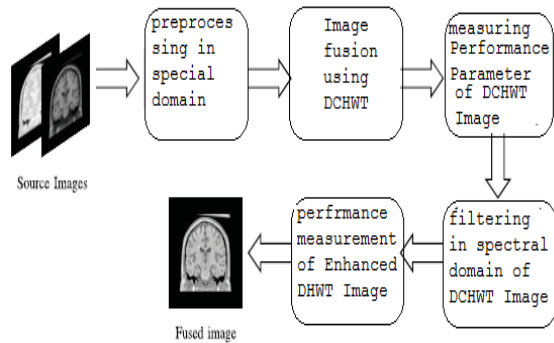 preproces
sing in
special
domain
Image
fusion
using
DCHWT
measuring
Performance
Parameter
of DCHWT
Image
Source Images
filtering
in spectral
domain of
DCHWT Image
perfrmance
measurement
of Enhanced
DHWT Image
Fused image